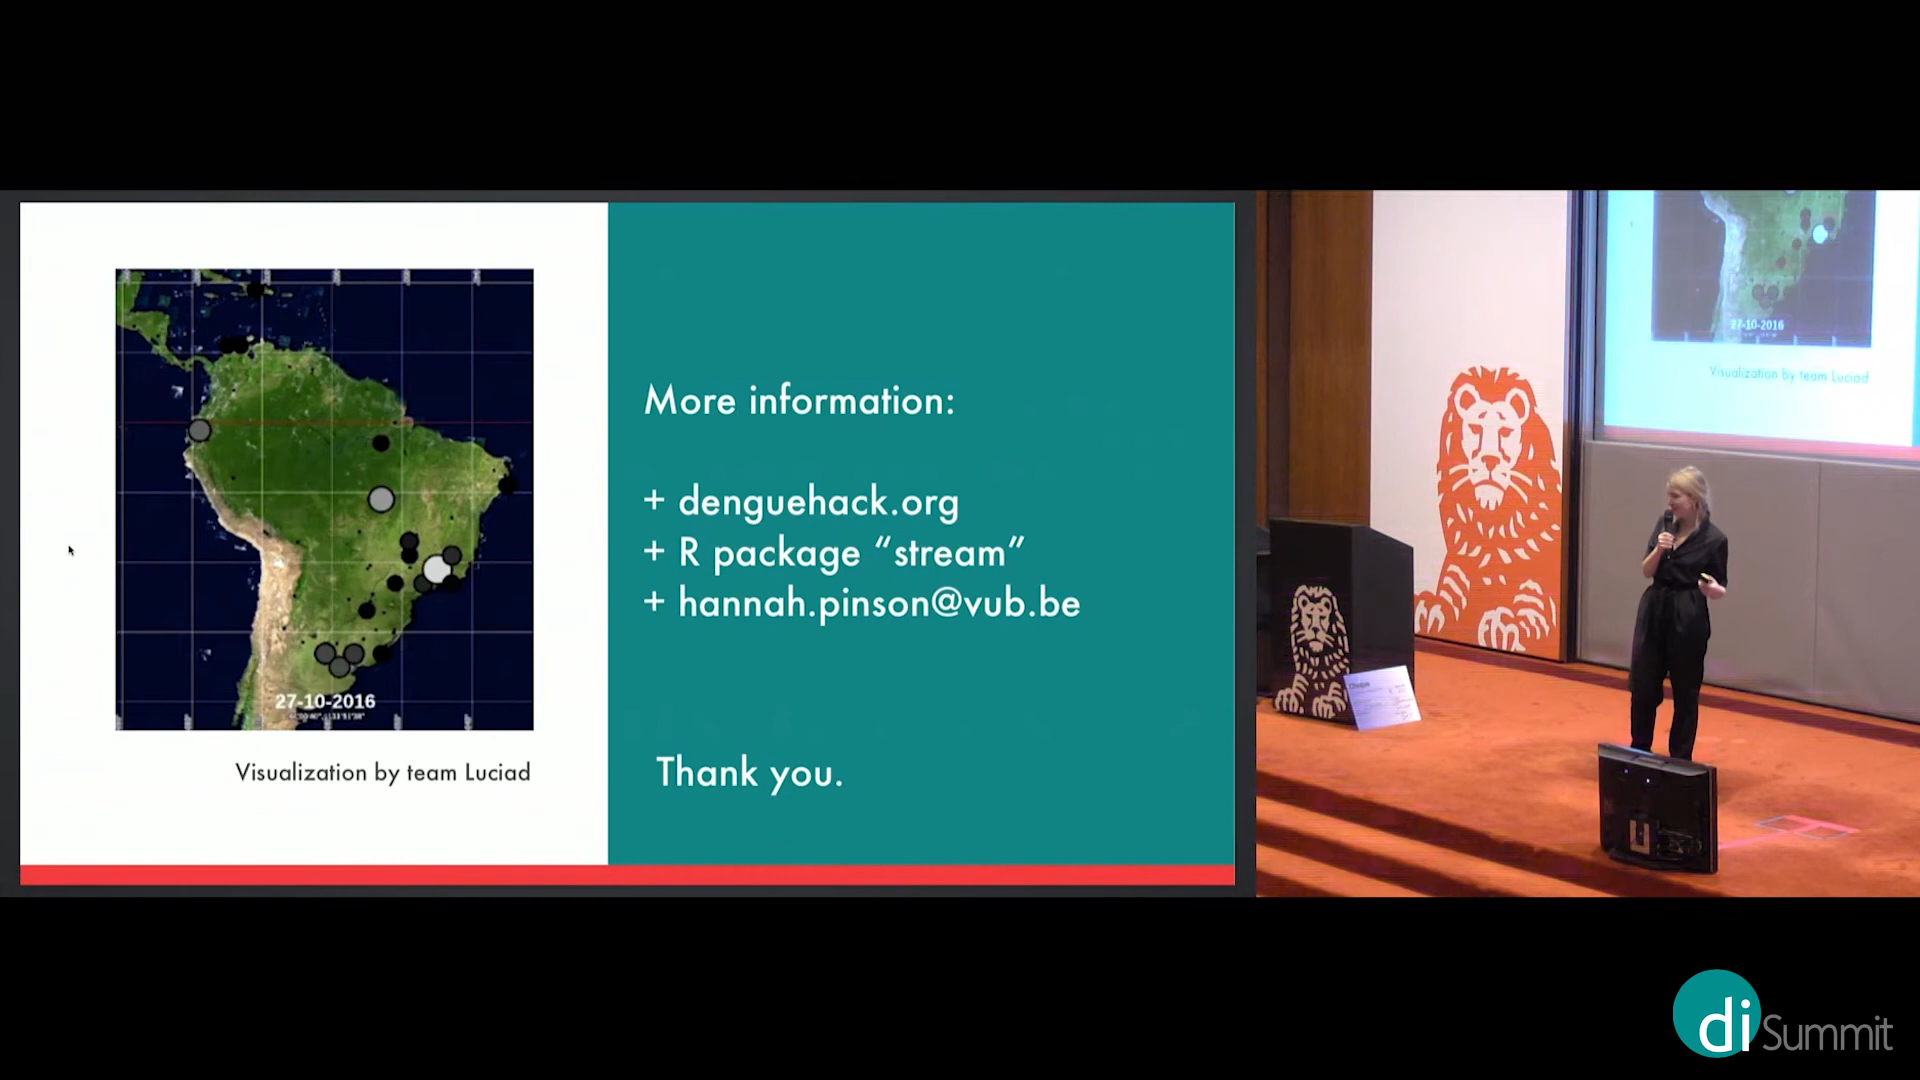 More information:
+ denguehack.org
+ R package “stream”
+ hannah.pinson@vub.be
Thank you.
27-10-2016
Visualization by team Luciad
27-10-2016
Visualization by team Luciad
di Summit